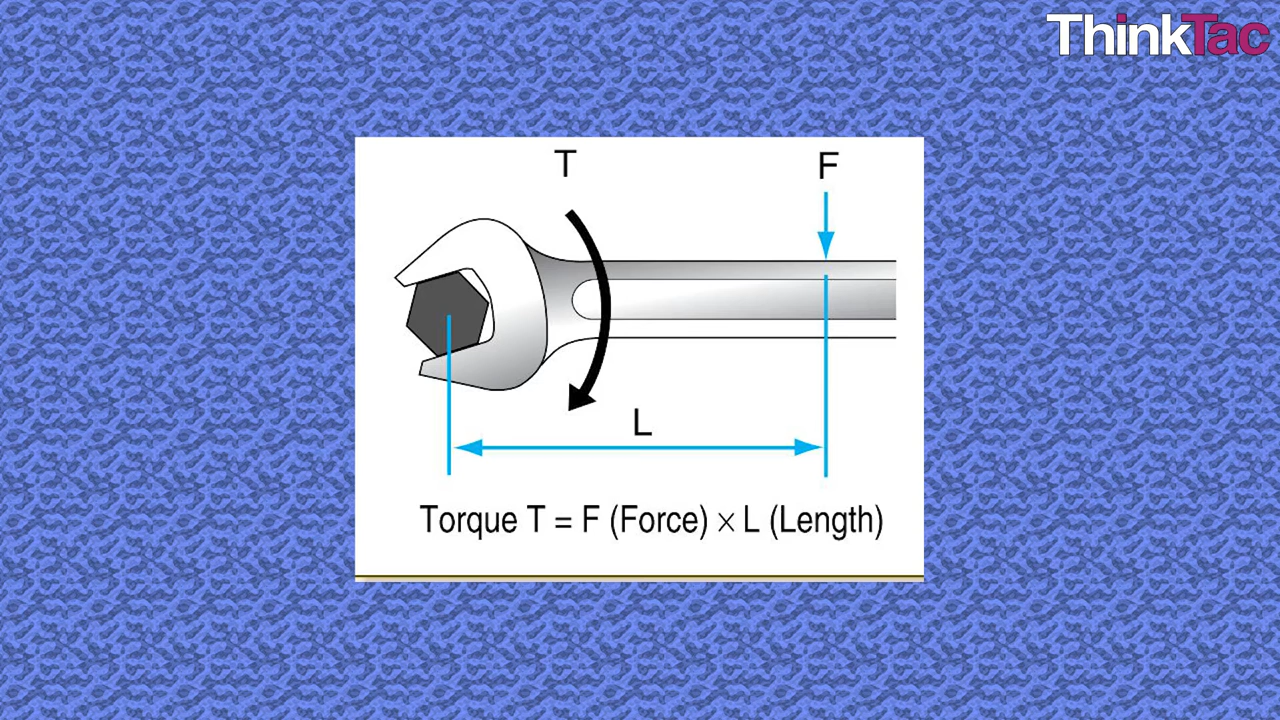 ThinkTac
T
F
L
Torque T = F (Force) × L (Length)